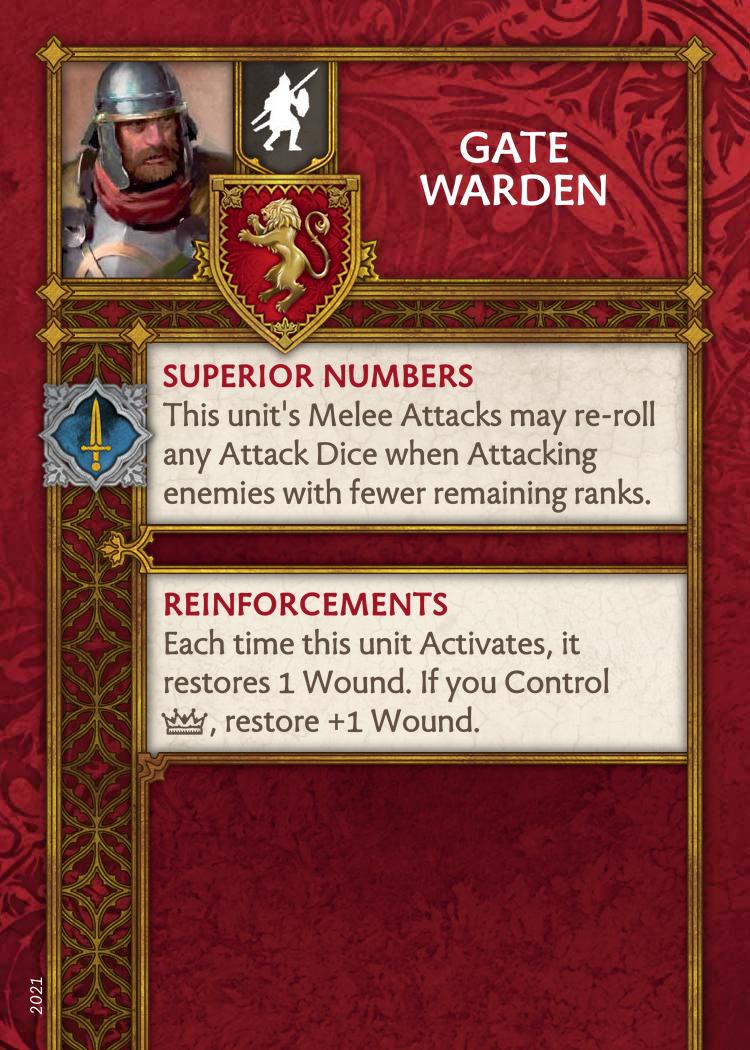 GATE
WARDEN
SUPERIOR NUMBERS
This unit's Melee Attacks may re-roll
any Attack Dice when Attacking
enemies with fewer remaining ranks.
REINFORCEMENTS
Each time this unit Activates, it
restores 1 Wound. If you Control
, restore +1 Wound.
2021